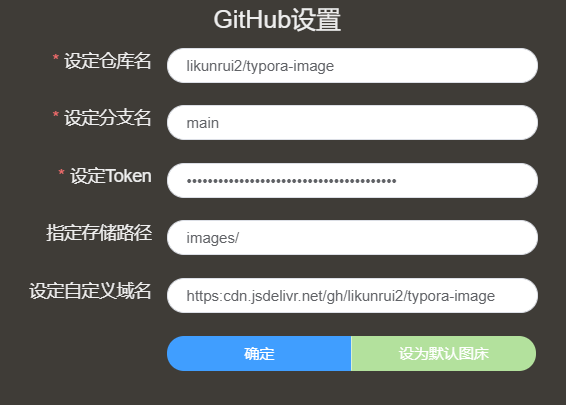 GitHub设置
* 设定仓库名 likunrui2/typora-image
* 设定分支名 main
* 设定Token ••••••••••••••••••••••••••••••••••••••••
指定存储路径 images/
设定自定义域名 https:cdn.jsdelivr.net/gh/likunrui2/typora-image
确定 设为默认图床